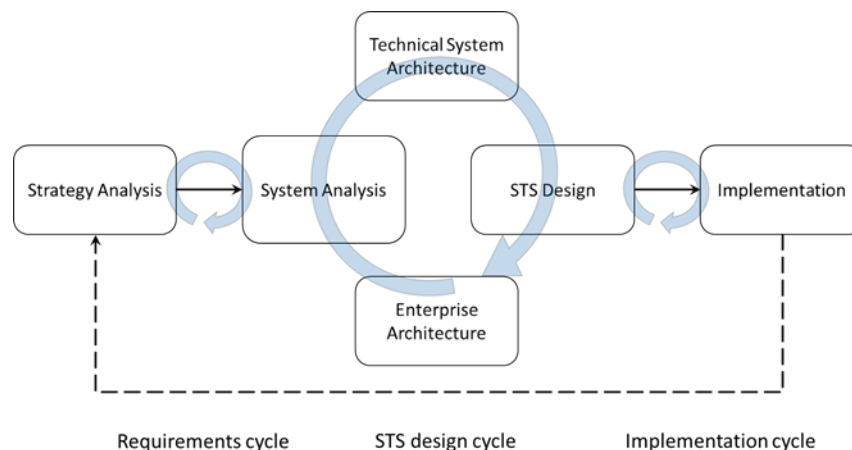 Technical System
Architecture
Strategy Analysis
System Analysis
STS Design
Implementation
Enterprise
Architecture
Requirements cycle
STS design cycle
Implementation cycle